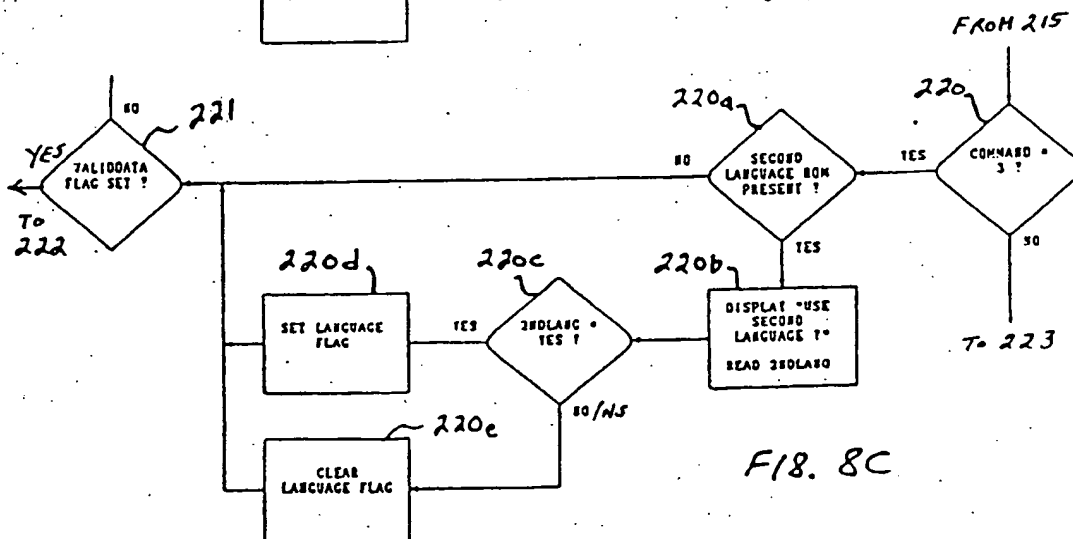 FROM 215
220
COMMAND =
3 ?
YES
NO
To 223
220a
SECOND
LANGUAGE ROM
PRESENT ?
NO
YES
220b
DISPLAY "USE
SECOND
LANGUAGE ?"
READ 2NDLANG
220c
2NDLANG =
YES ?
YES
NO/NS
220d
SET LANGUAGE
FLAG
220e
CLEAR
LANGUAGE FLAG
221
NO
YES
VALIDDATA
FLAG SET ?
To
222
FIG. 8C